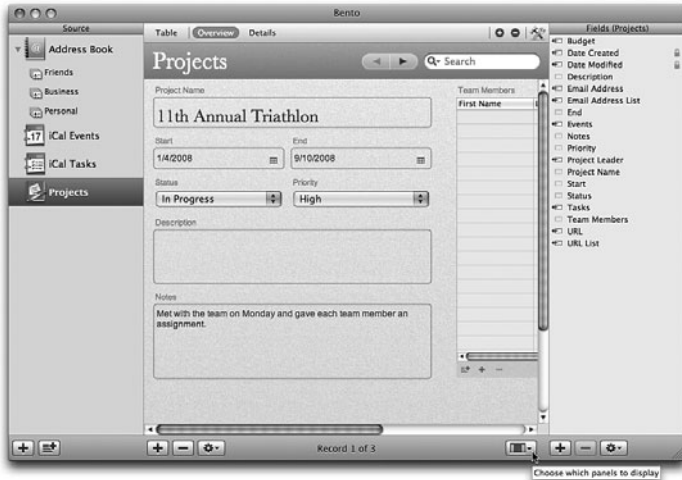 Bento
Source
Address Book
Friends
Business
Personal
17
iCal Events
iCal Tasks
Projects
Table
Overview
Details
Projects
Search
Project Name
11th Annual Triathlon
Start
End
1/4/2008
9/10/2008
Status
Priority
In Progress
High
Description
Notes
Met with the team on Monday and gave each team member an
assignment.
Team Members
First Name
Record 1 of 3
Fields (Projects)
Budget
Date Created
Date Modified
Description
Email Address
Email Address List
End
Events
Notes
Priority
Project Leader
Project Name
Start
Status
Tasks
Team Members
URL
URL List
Choose which panels to display